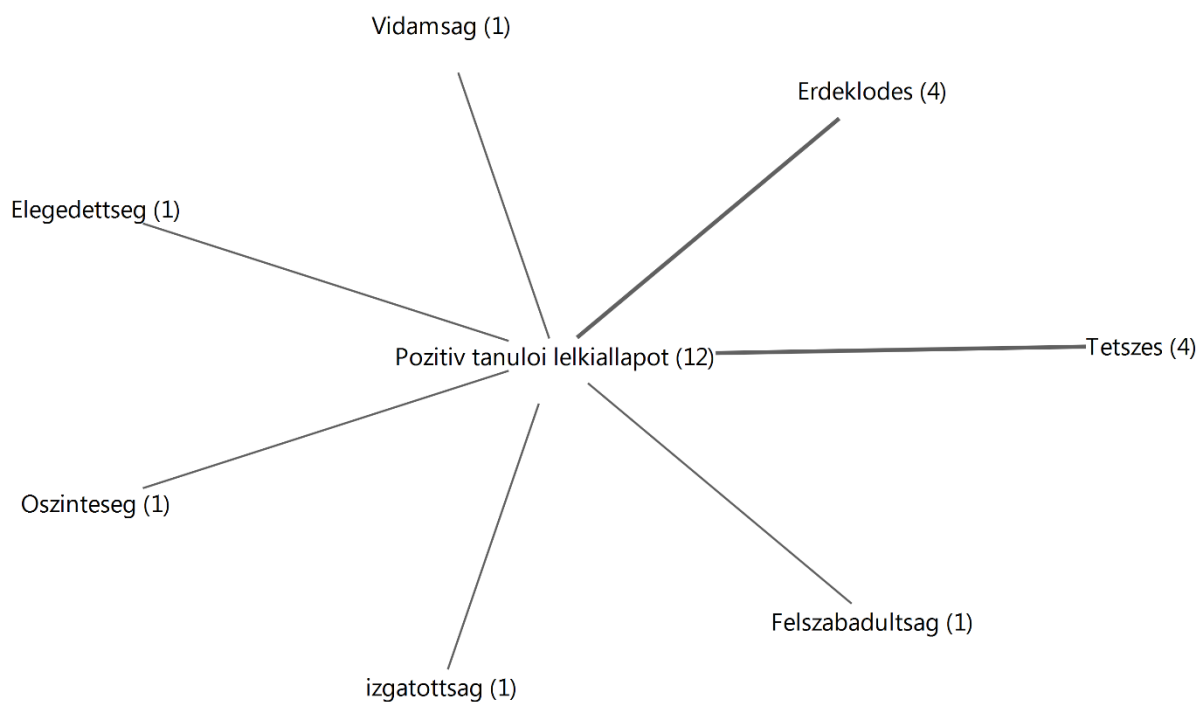 Vidamsag (1)
Erdeklodes (4)
Elegedettseg (1)
Pozitiv tanuloi lelkiallapot (12)
Tetszes (4)
Oszinteseg (1)
Felszabadultsag (1)
izgatottsag (1)